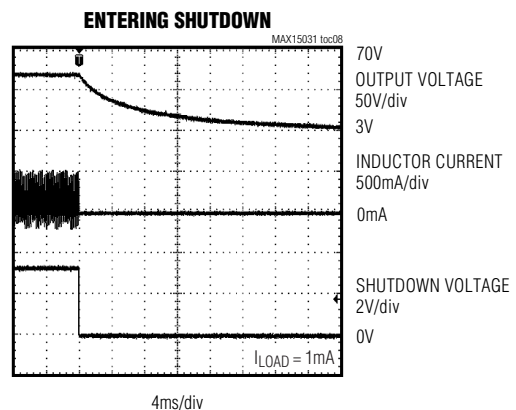 ENTERING SHUTDOWN
MAX15031 toc08
T
70V
OUTPUT VOLTAGE
50V/div
3V
INDUCTOR CURRENT
500mA/div
0mA
SHUTDOWN VOLTAGE
2V/div
0V
ILOAD = 1mA
4ms/div